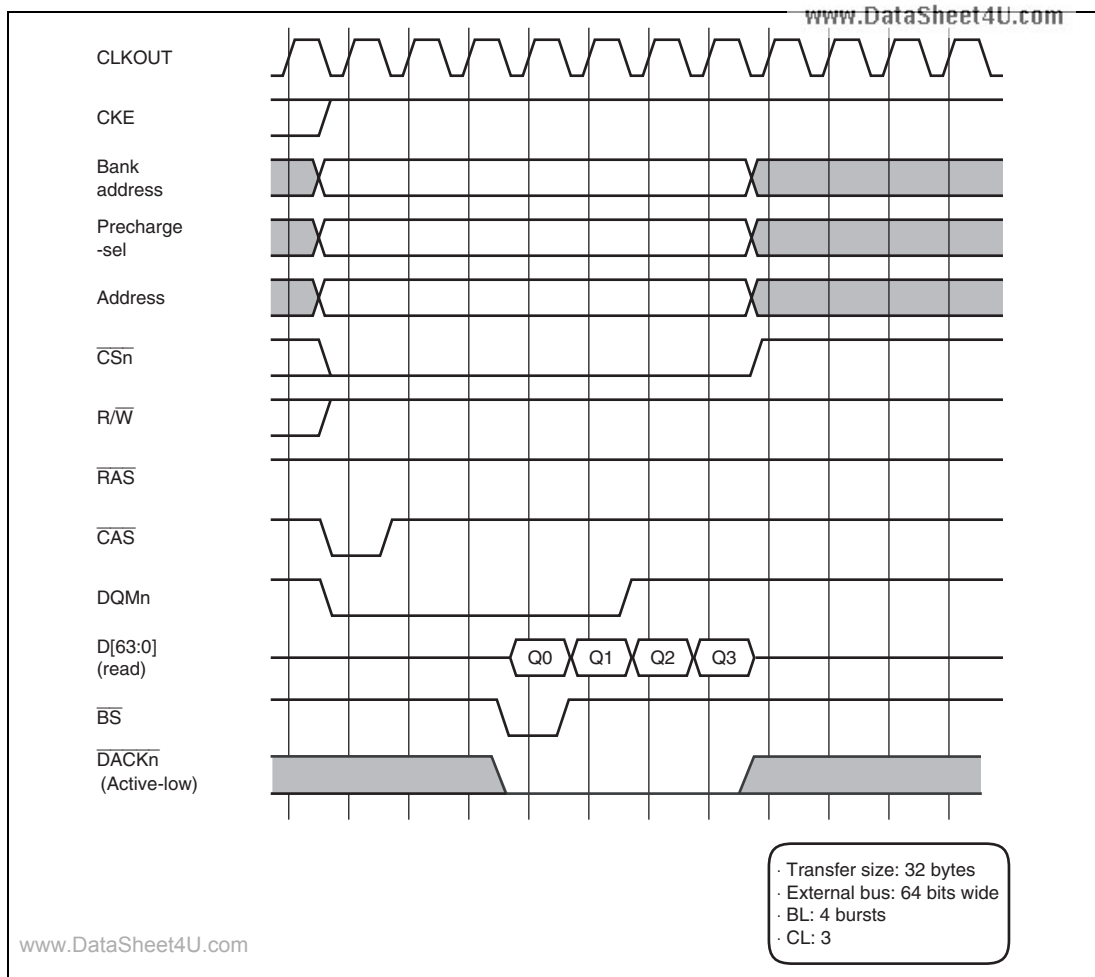 www.DataSheet4U.com
CLKOUT
CKE
Bank
address
Precharge
-sel
Address
CSn
R/W
RAS
CAS
DQMn
D[63:0]
(read)
Q0 Q1 Q2 Q3
BS
DACKn
(Active-low)
· Transfer size: 32 bytes
· External bus: 64 bits wide
· BL: 4 bursts
· CL: 3
www.DataSheet4U.com